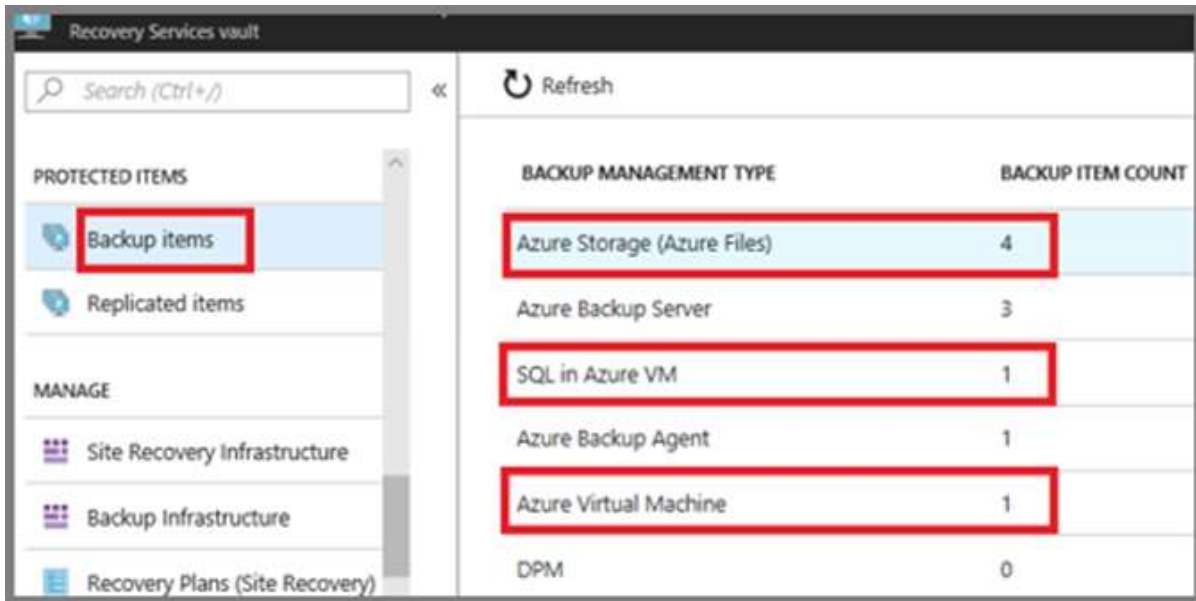 Recovery Services vault
Search (Ctrl+/)
«
Refresh
PROTECTED ITEMS
Backup items
Replicated items
MANAGE
Site Recovery Infrastructure
Backup Infrastructure
Recovery Plans (Site Recovery)
BACKUP MANAGEMENT TYPE BACKUP ITEM COUNT
Azure Storage (Azure Files) 4
Azure Backup Server 3
SQL in Azure VM 1
Azure Backup Agent 1
Azure Virtual Machine 1
DPM 0